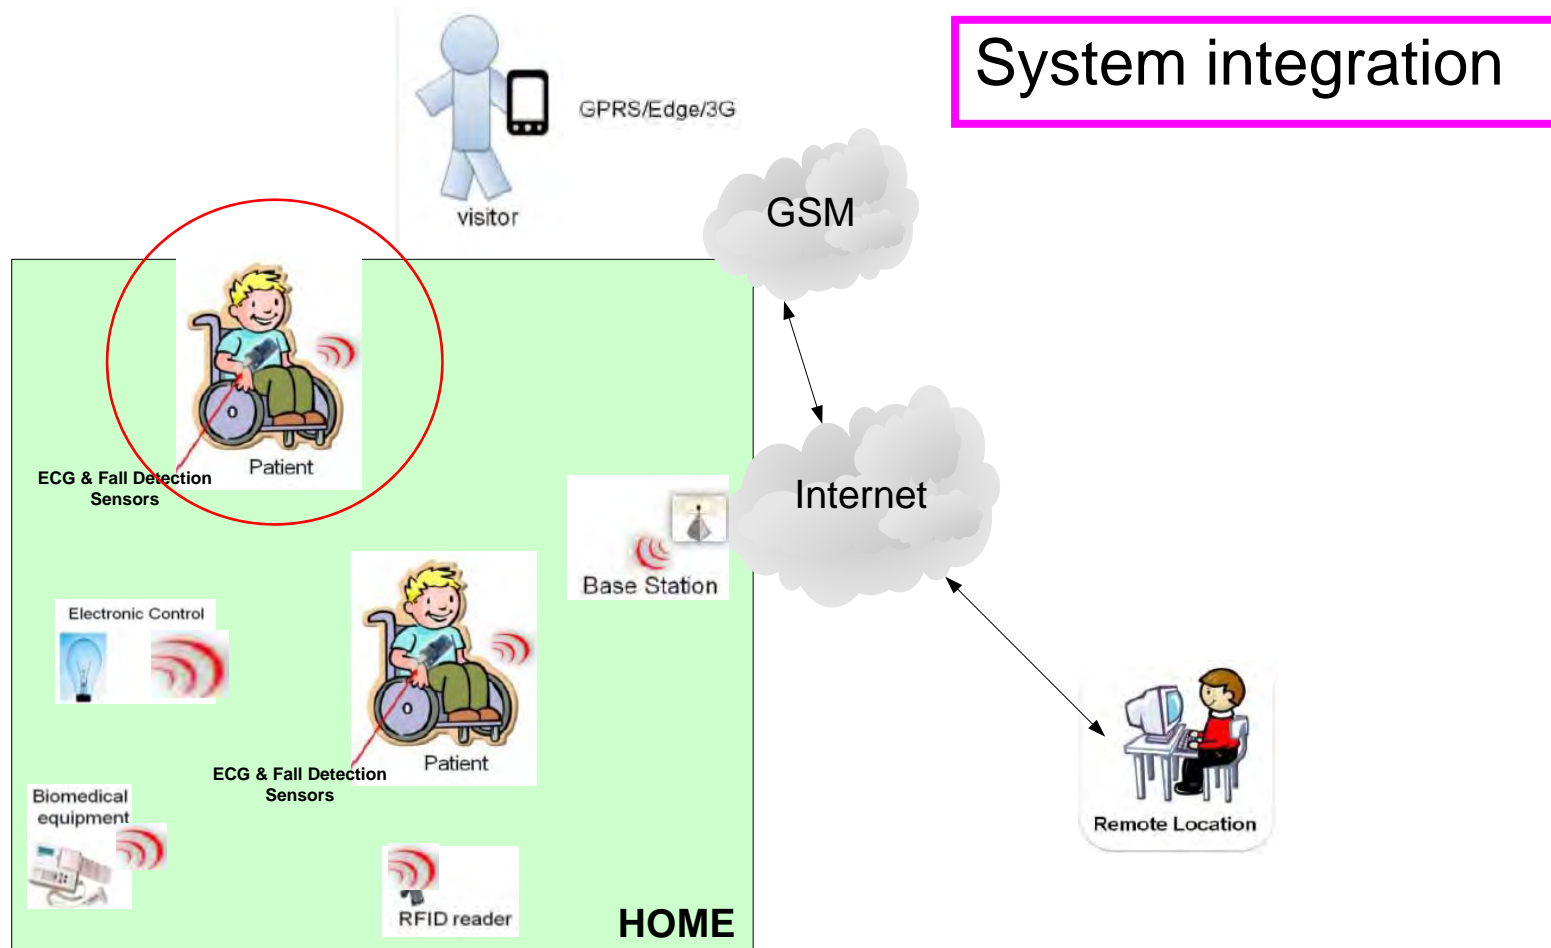 System integration
GPRS/Edge/3G
visitor
GSM
Patient
ECG & Fall Detection
Sensors
Internet
Base Station
Electronic Control
Patient
ECG & Fall Detection
Sensors
Biomedical
equipment
Remote Location
RFID reader
HOME